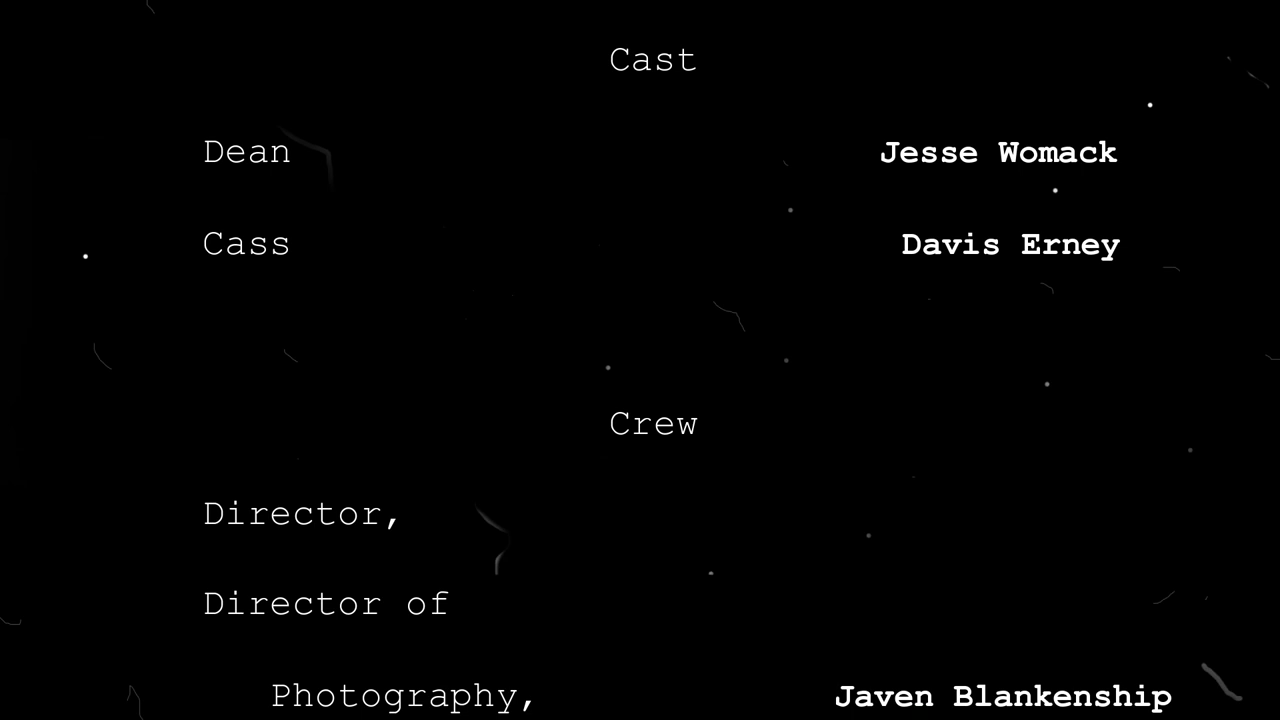 Cast
Dean Jesse Womack
Cass Davis Erney
Crew
Director,
Director of
Photography, Javen Blankenship